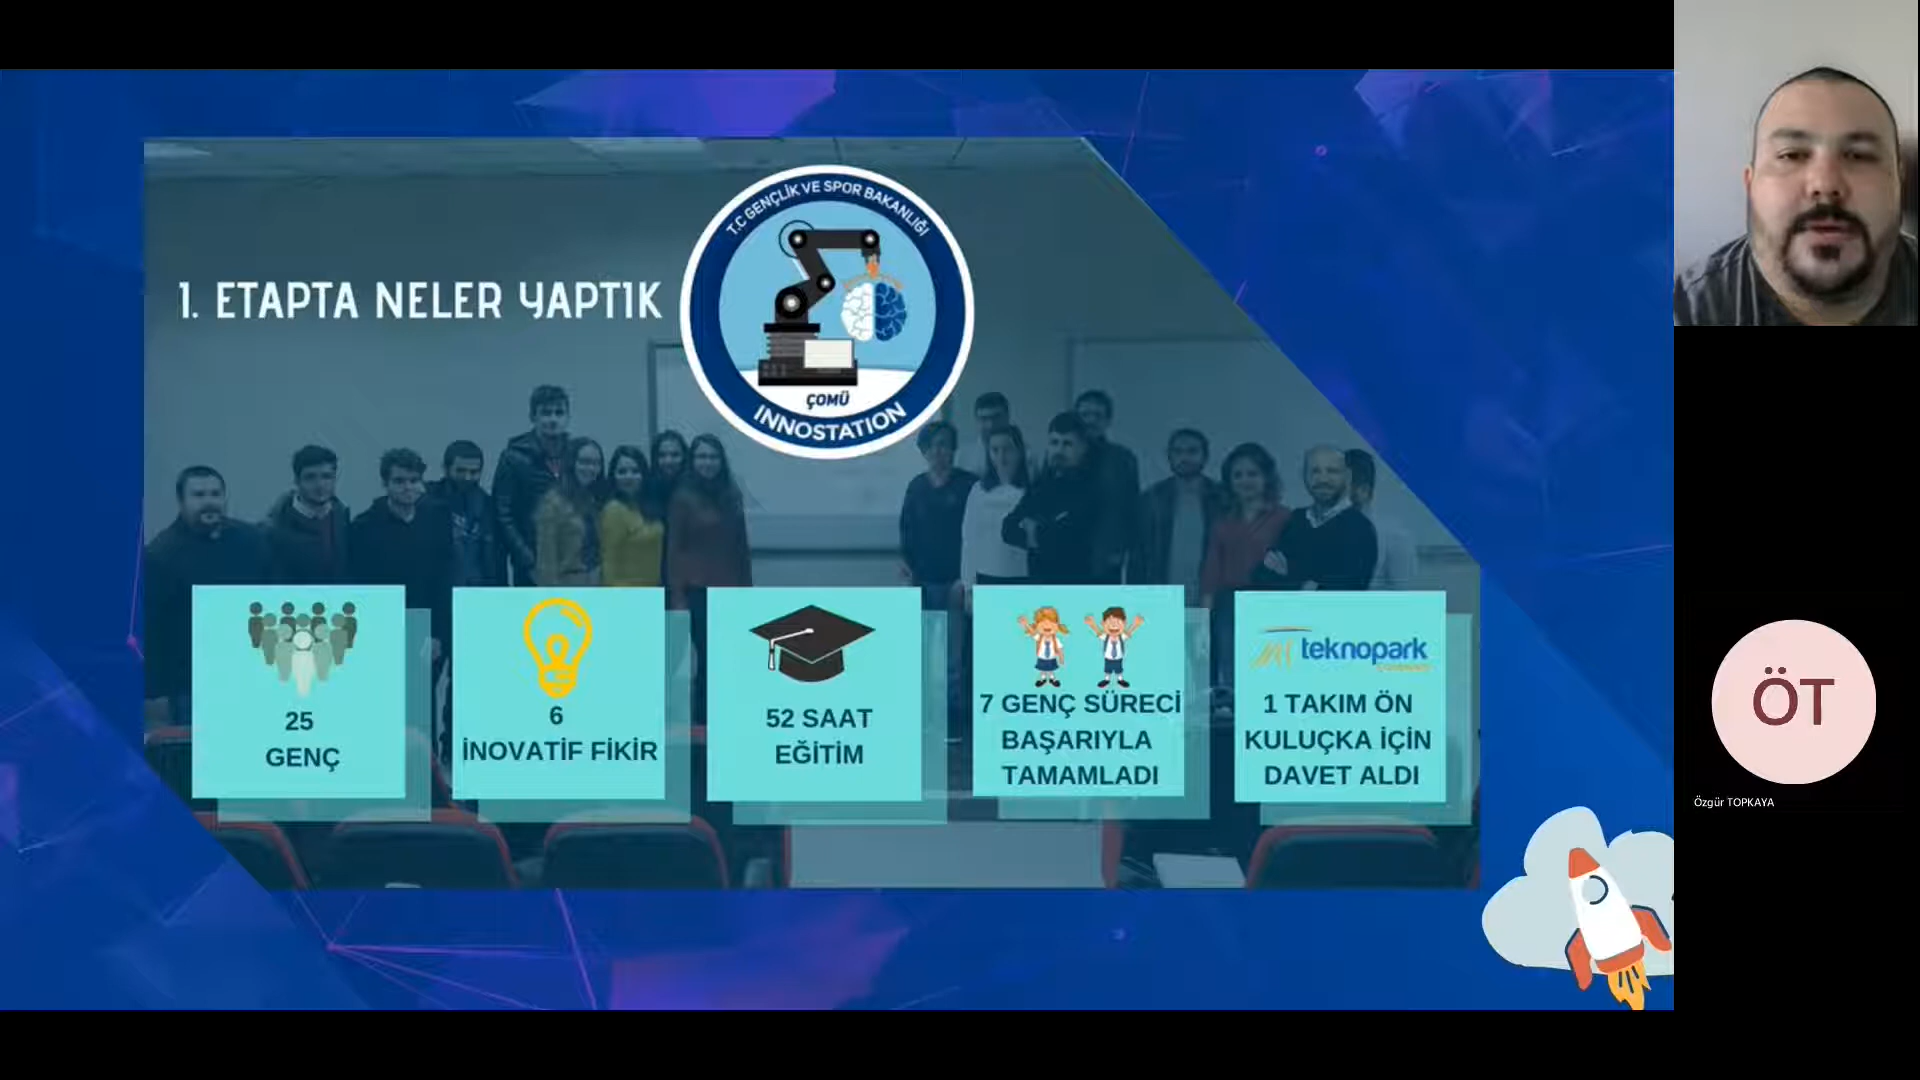 T.C GENÇLİK VE SPOR BAKANLIĞI
1. ETAPTA NELER YAPTIK
ÇOMÜ
INNOSTATION
25
GENÇ
6
İNOVATİF FİKİR
52 SAAT
EĞİTİM
7 GENÇ SÜRECİ
BAŞARIYLA
TAMAMLADI
teknopark
1 TAKIM ÖN
KULUÇKA İÇİN
DAVET ALDI
ÖT
Özgür TOPKAYA